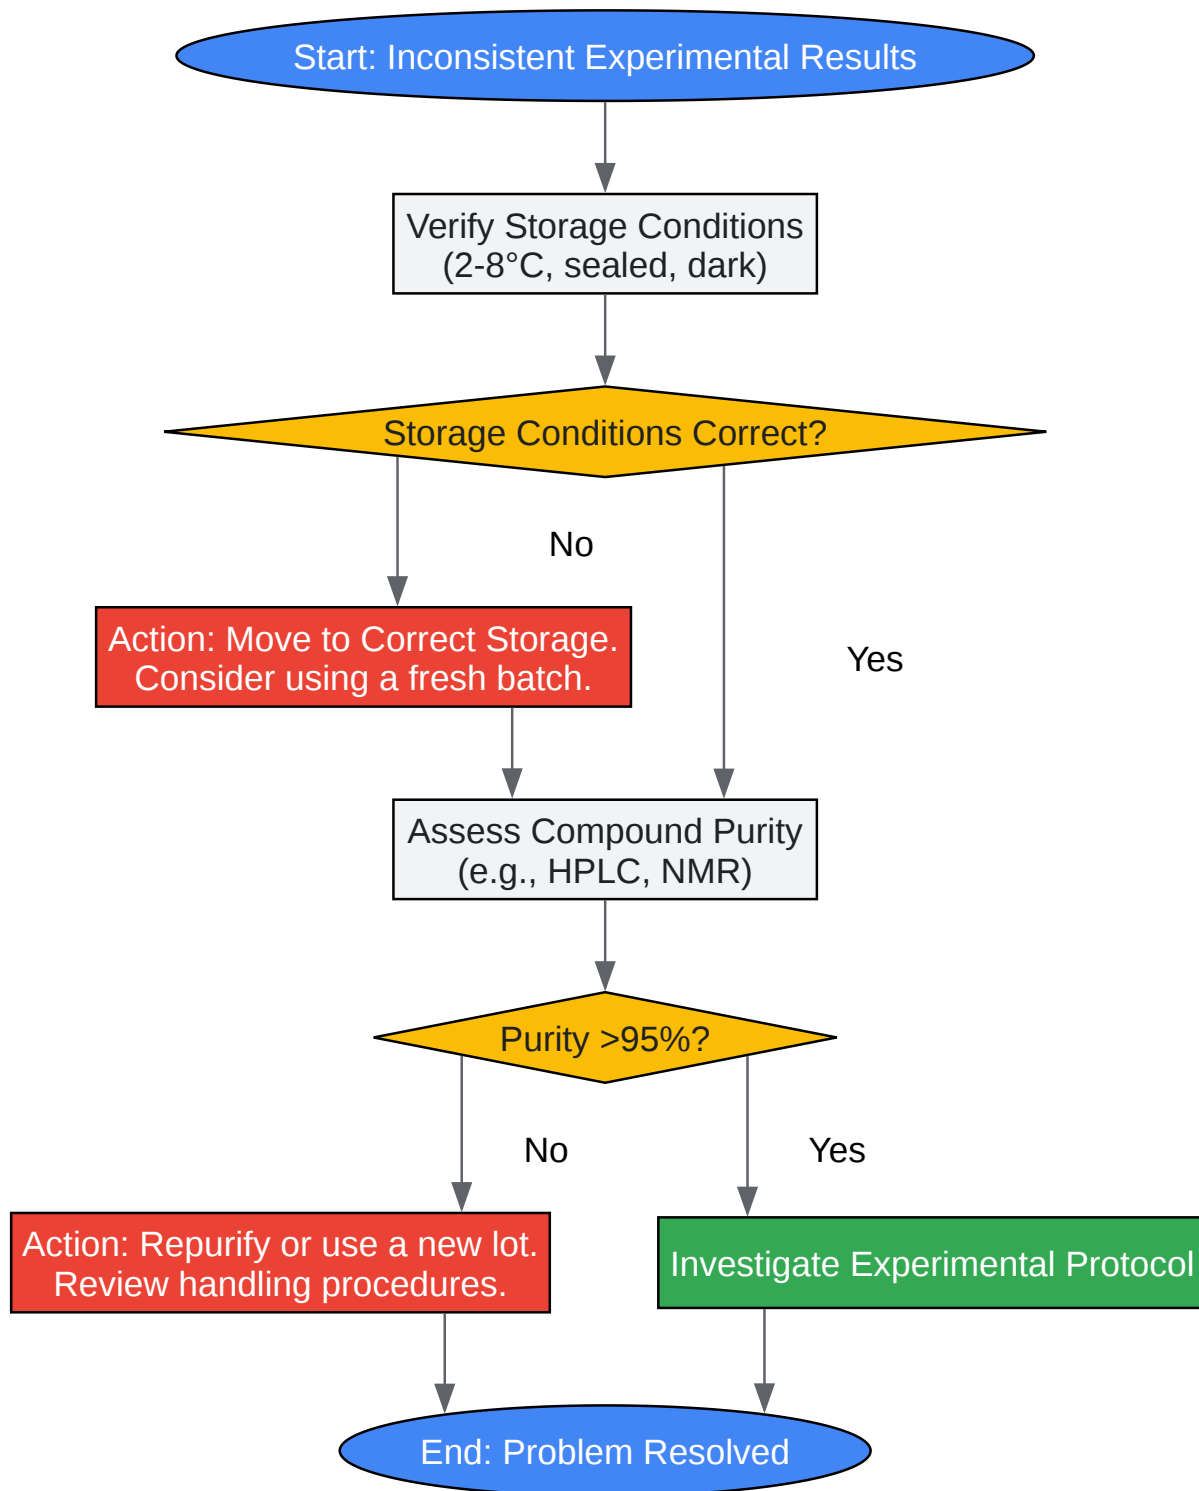 Start: Inconsistent Experimental Results
Verify Storage Conditions
(2-8°C, sealed, dark)
Storage Conditions Correct?
No
Action: Move to Correct Storage.
Consider using a fresh batch.
Yes
Assess Compound Purity
(e.g., HPLC, NMR)
Purity >95%?
No
Yes
Action: Repurify or use a new lot.
Review handling procedures.
Investigate Experimental Protocol
End: Problem Resolved